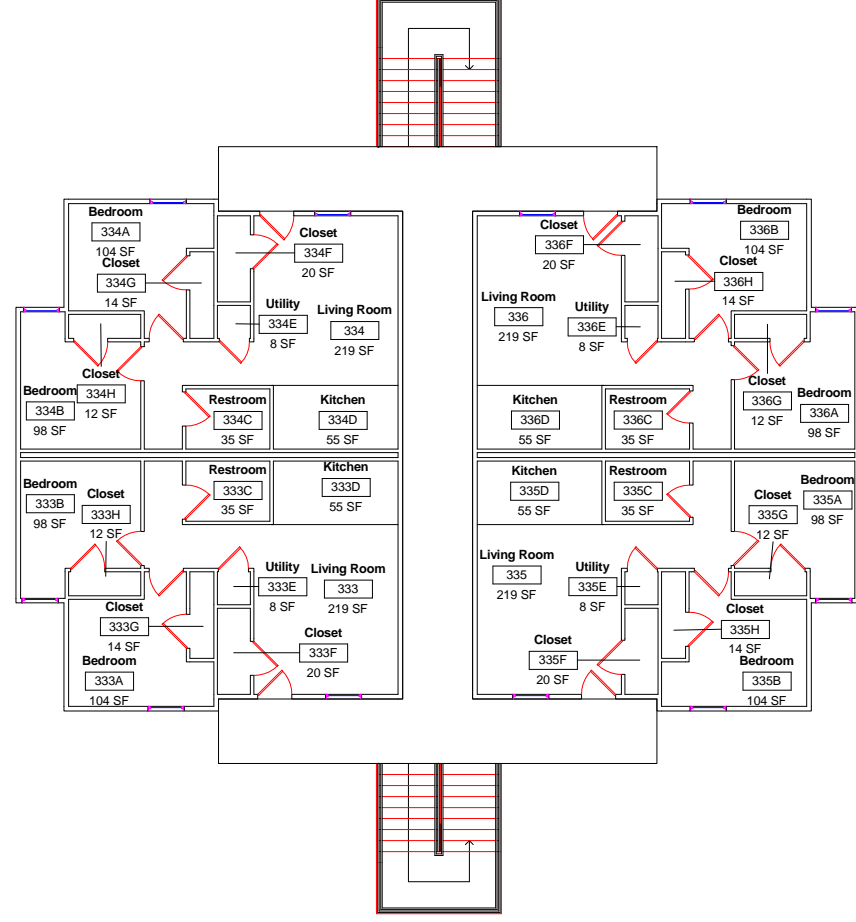 Bedroom
334A
104 SF
Closet
334G
14 SF
Closet
334F
20 SF
Utility
334E
8 SF
Living Room
334
219 SF
Closet
334H
12 SF
Bedroom
334B
98 SF
Restroom
334C
35 SF
Kitchen
334D
55 SF
Closet
336F
20 SF
Bedroom
336B
104 SF
Closet
336H
14 SF
Living Room
336
219 SF
Utility
336E
8 SF
Closet
336G
12 SF
Bedroom
336A
98 SF
Kitchen
336D
55 SF
Restroom
336C
35 SF
Bedroom
333B
98 SF
Closet
333H
12 SF
Restroom
333C
35 SF
Kitchen
333D
55 SF
Utility
333E
8 SF
Living Room
333
219 SF
Closet
333G
14 SF
Closet
333F
20 SF
Bedroom
333A
104 SF
Kitchen
335D
55 SF
Restroom
335C
35 SF
Closet
335G
12 SF
Bedroom
335A
98 SF
Living Room
335
219 SF
Utility
335E
8 SF
Closet
335H
14 SF
Closet
335F
20 SF
Bedroom
335B
104 SF